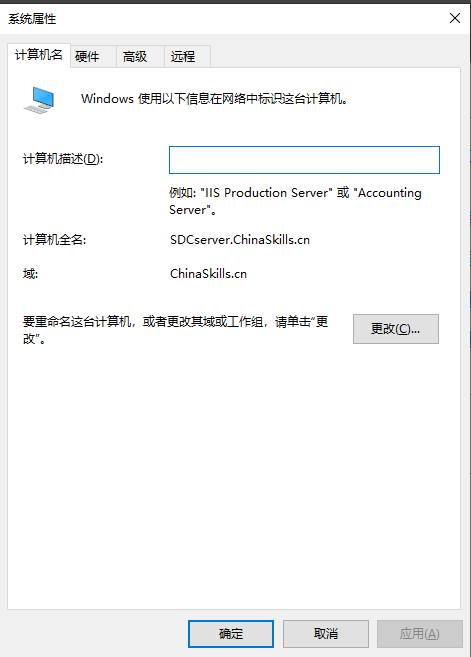 系统属性
计算机名 硬件 高级 远程
Windows 使用以下信息在网络中标识这台计算机。
计算机描述(D):
例如: "IIS Production Server" 或 "Accounting
Server"。
计算机全名: SDCserver.ChinaSkills.cn
域: ChinaSkills.cn
要重命名这台计算机，或者更改其域或工作组，请单击"更
改"。
更改(C)...
确定 取消 应用(A)